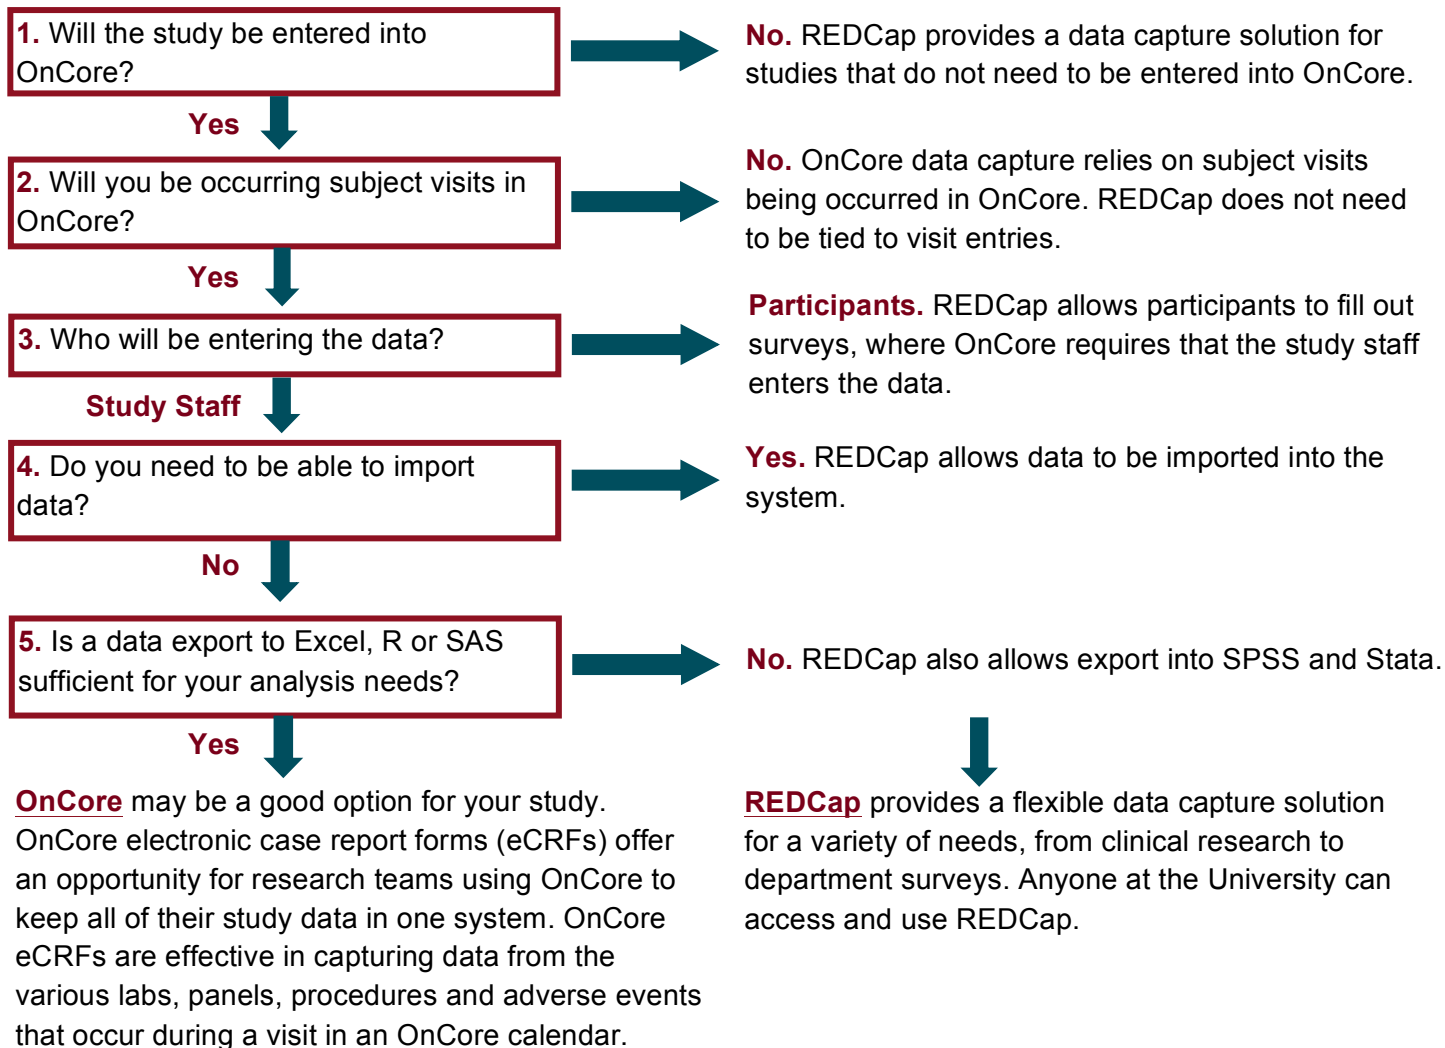 1. Will the study be entered into
OnCore?
No. REDCap provides a data capture solution for
studies that do not need to be entered into OnCore.
Yes
2. Will you be occurring subject visits in
OnCore?
No. OnCore data capture relies on subject visits
being occurred in OnCore. REDCap does not need
to be tied to visit entries.
Yes
3. Who will be entering the data?
Participants. REDCap allows participants to fill out
surveys, where OnCore requires that the study staff
enters the data.
Study Staff
4. Do you need to be able to import
data?
Yes. REDCap allows data to be imported into the
system.
No
5. Is a data export to Excel, R or SAS
sufficient for your analysis needs?
No. REDCap also allows export into SPSS and Stata.
Yes
OnCore may be a good option for your study.
OnCore electronic case report forms (eCRFs) offer
an opportunity for research teams using OnCore to
keep all of their study data in one system. OnCore
eCRFs are effective in capturing data from the
various labs, panels, procedures and adverse events
that occur during a visit in an OnCore calendar.
REDCap provides a flexible data capture solution
for a variety of needs, from clinical research to
department surveys. Anyone at the University can
access and use REDCap.